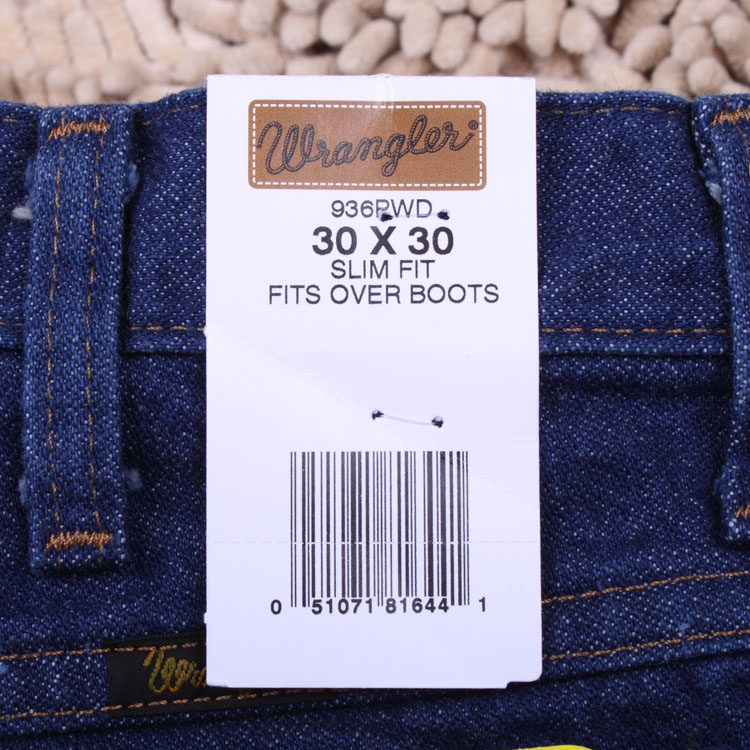 Wrangler
936PWD
30 X 30
SLIM FIT
FITS OVER BOOTS
0 51071 81644 1